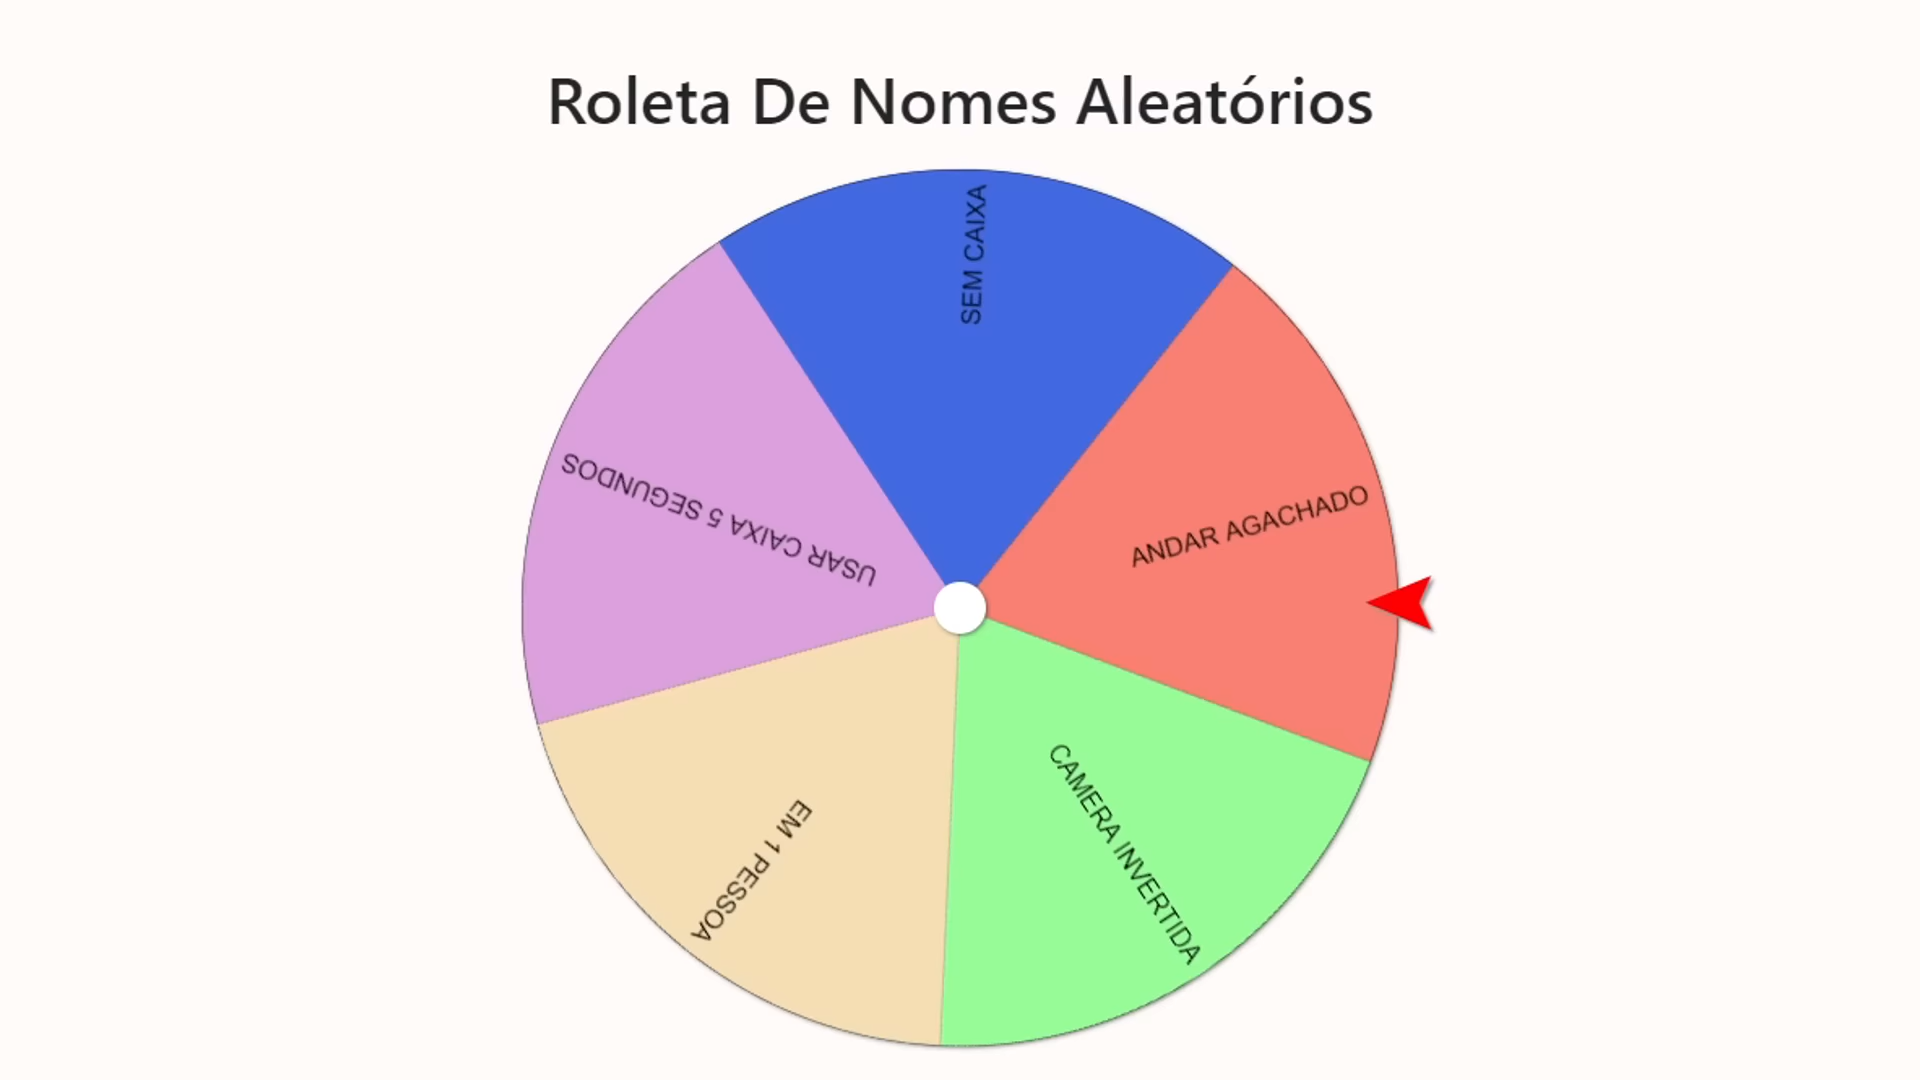 Roleta De Nomes Aleatórios
SEM CAIXA
ANDAR AGACHADO
USAR CAIXA 5 SEGUNDOS
CAMERA INVERTIDA
EM 1 PESSOA